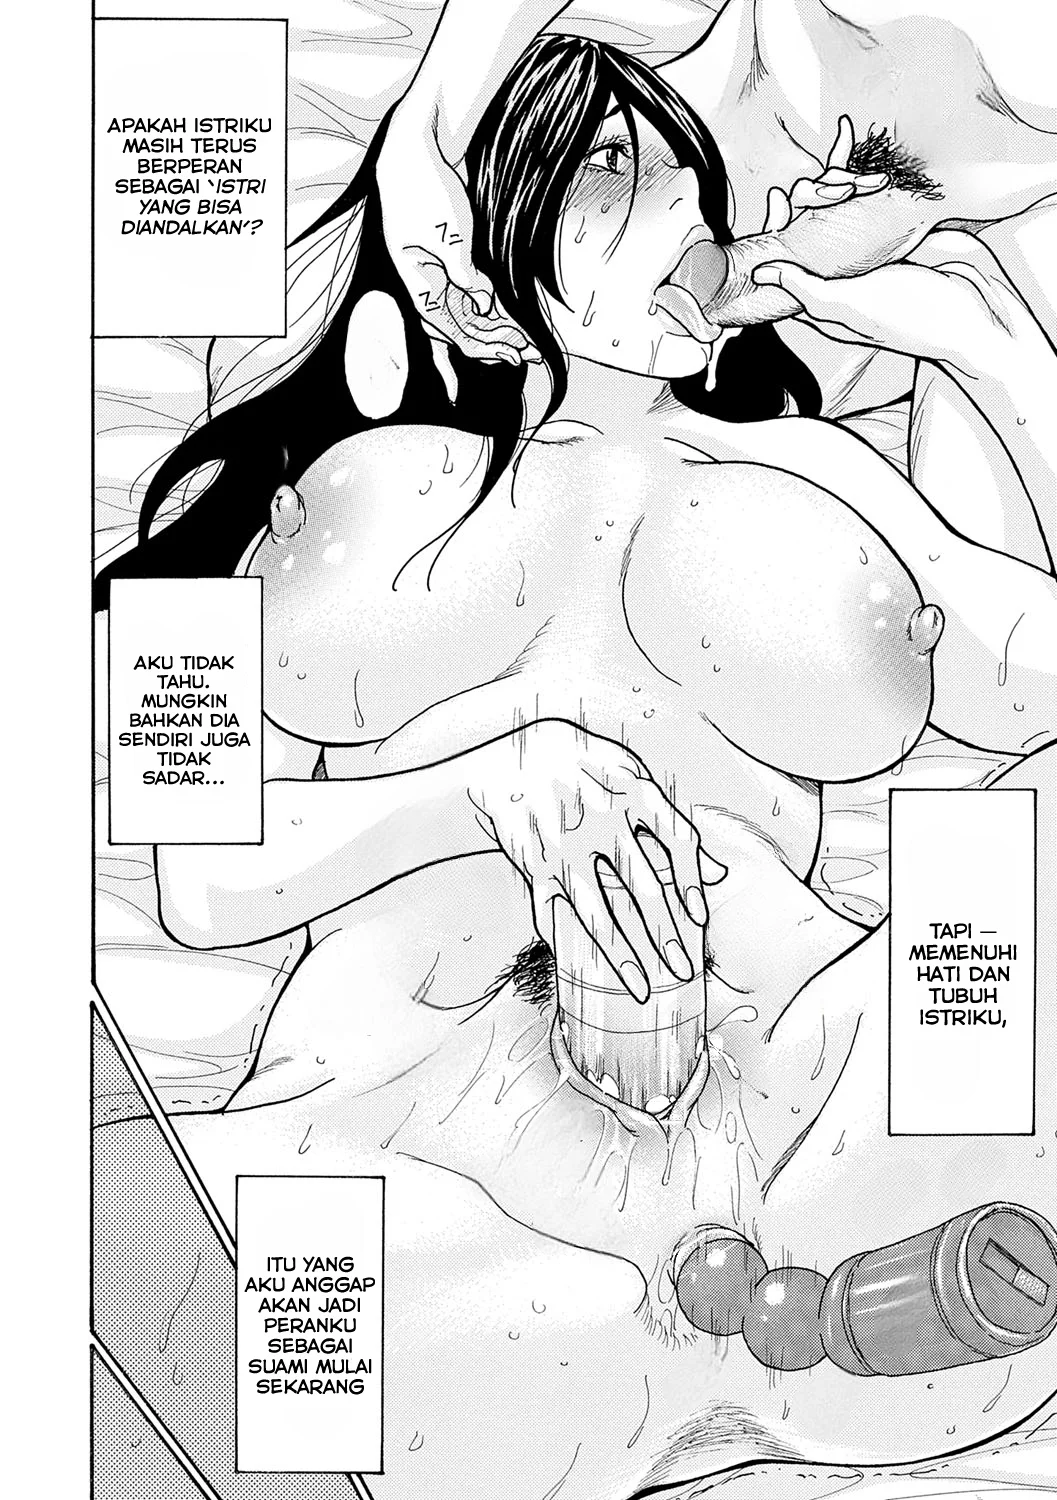 APAKAH ISTRIKU
MASIH TERUS
BERPERAN
SEBAGAI `ISTRI
YANG BISA
DIANDALKAN´?
AKU TIDAK
TAHU.
MUNGKIN
BAHKAN DIA
SENDIRI JUGA
TIDAK
SADAR...
TAPI —
MEMENUHI
HATI DAN
TUBUH
ISTRIKU,
ITU YANG
AKU ANGGAP
AKAN JADI
PERANKU
SEBAGAI
SUAMI MULAI
SEKARANG